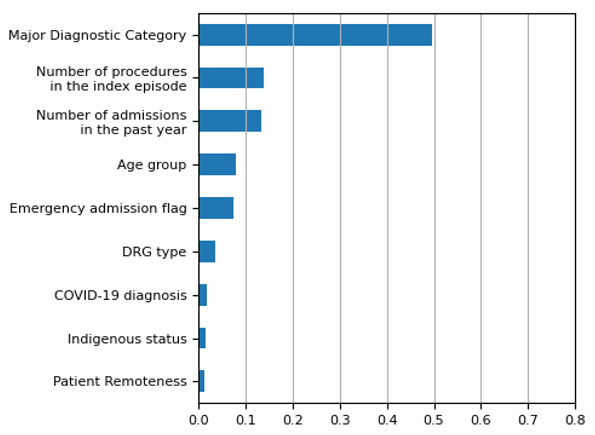 Major Diagnostic Category
Number of procedures
in the index episode
Number of admissions
in the past year
Age group
Emergency admission flag
DRG type
COVID-19 diagnosis
Indigenous status
Patient Remoteness
0.0 0.1 0.2 0.3 0.4 0.5 0.6 0.7 0.8